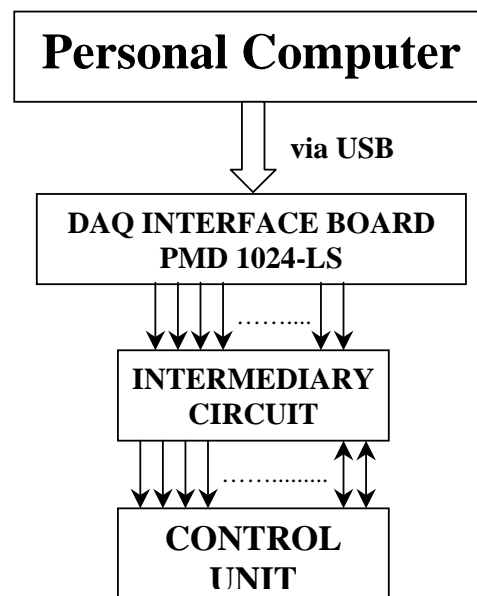 Personal Computer
via USB
DAQ INTERFACE BOARD
PMD 1024-LS
INTERMEDIARY
CIRCUIT
CONTROL
UNIT